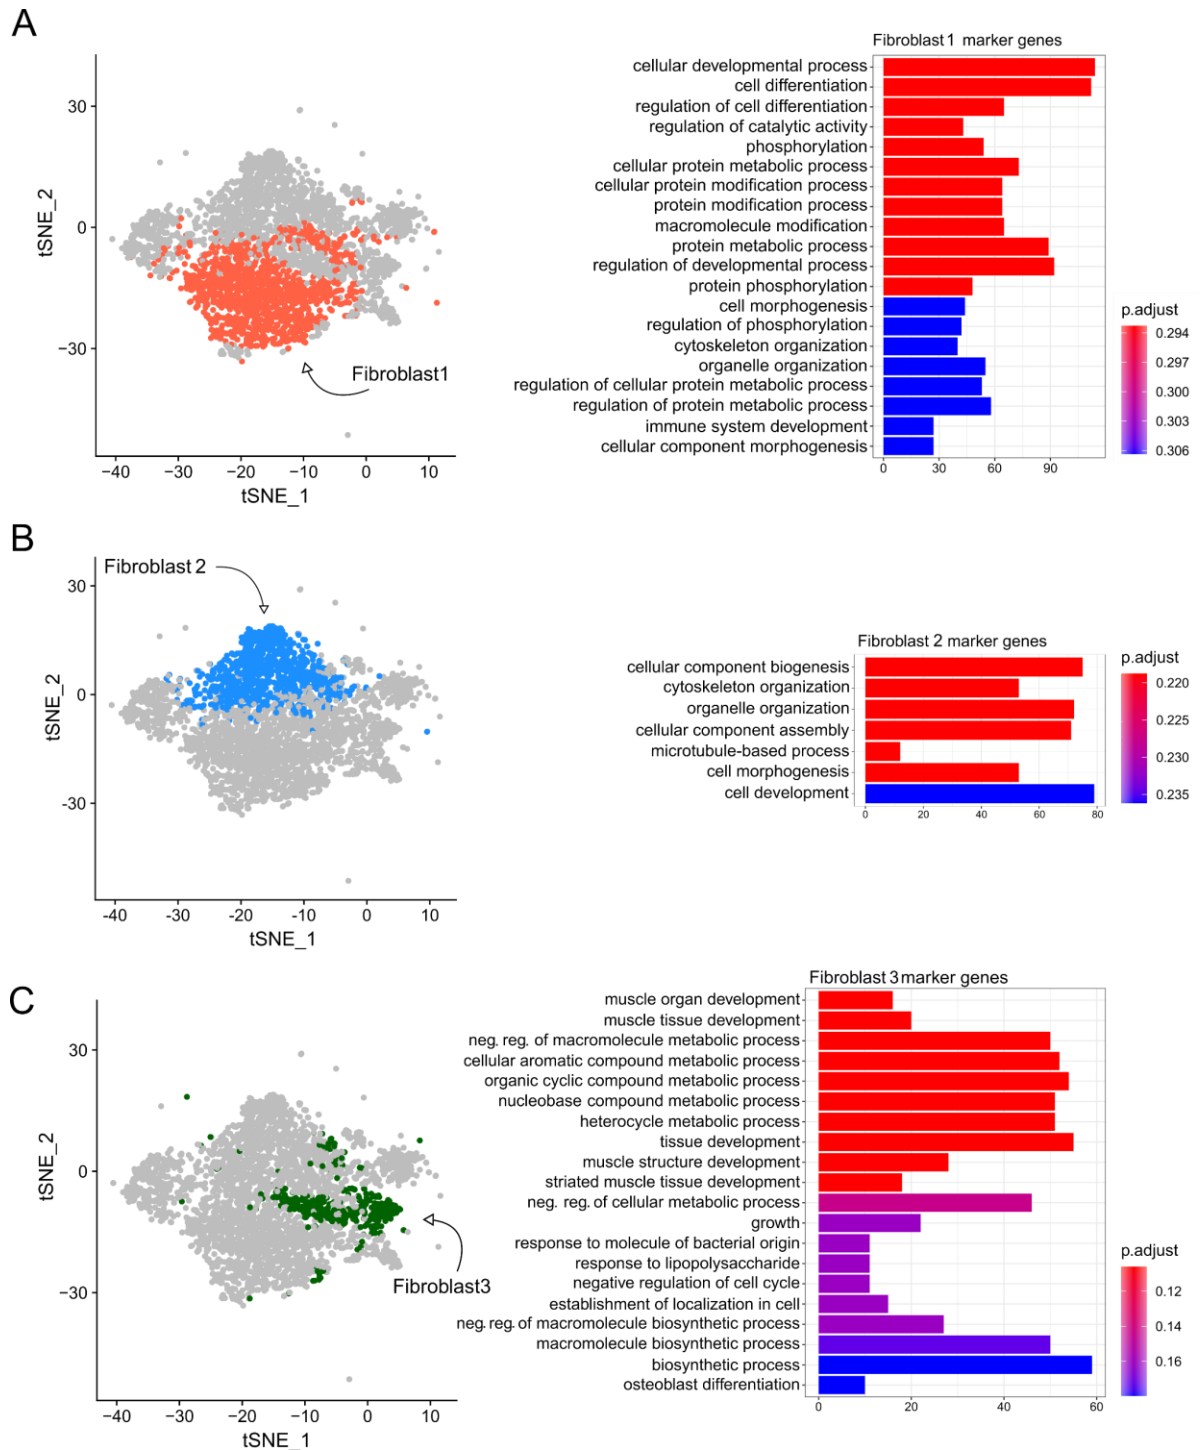 A
Fibroblast 1 marker genes
cellular developmental process
cell differentiation
regulation of cell differentiation
regulation of catalytic activity
phosphorylation
cellular protein metabolic process
cellular protein modification process
protein modification process
macromolecule modification
protein metabolic process
regulation of developmental process
protein phosphorylation
cell morphogenesis
regulation of phosphorylation
cytoskeleton organization
organelle organization
regulation of cellular protein metabolic process
regulation of protein metabolic process
immune system development
cellular component morphogenesis
0 30 60 90
p.adjust
0.294
0.297
0.300
0.303
0.306
tSNE_2
30
0
−30
Fibroblast1
−40 −30 −20 −10 0 10
tSNE_1
B
Fibroblast 2
tSNE_2
30
0
-30
-40 -30 -20 -10 0 10
tSNE_1
Fibroblast 2 marker genes
cellular component biogenesis
cytoskeleton organization
organelle organization
cellular component assembly
microtubule-based process
cell morphogenesis
cell development
0 20 40 60 80
p.adjust
0.220
0.225
0.230
0.235
C
tSNE_2
30
0
−30
Fibroblast3
−40 −30 −20 −10 0 10
tSNE_1
Fibroblast 3 marker genes
muscle organ development
muscle tissue development
neg. reg. of macromolecule metabolic process
cellular aromatic compound metabolic process
organic cyclic compound metabolic process
nucleobase compound metabolic process
heterocycle metabolic process
tissue development
muscle structure development
striated muscle tissue development
neg. reg. of cellular metabolic process
growth
response to molecule of bacterial origin
response to lipopolysaccharide
negative regulation of cell cycle
establishment of localization in cell
neg. reg. of macromolecule biosynthetic process
macromolecule biosynthetic process
biosynthetic process
osteoblast differentiation
0 20 40 60
p.adjust
0.12
0.14
0.16